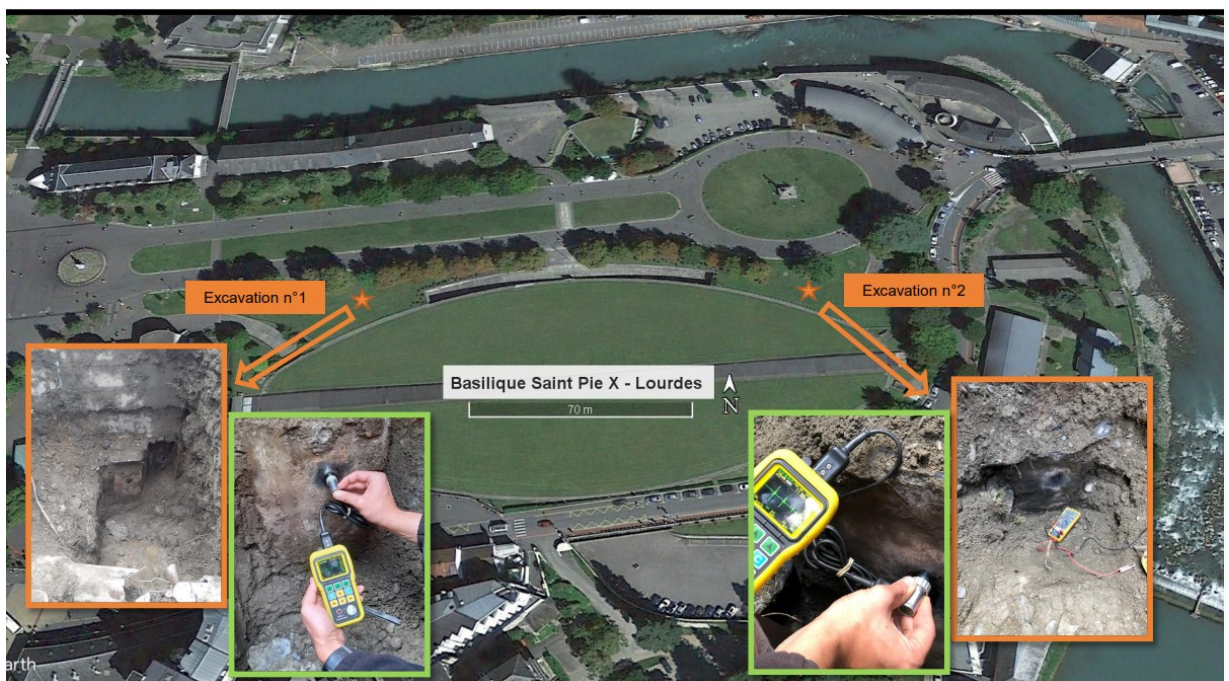 Excavation n°1
Excavation n°2
Basilique Saint Pie X - Lourdes
N
70 m
arth